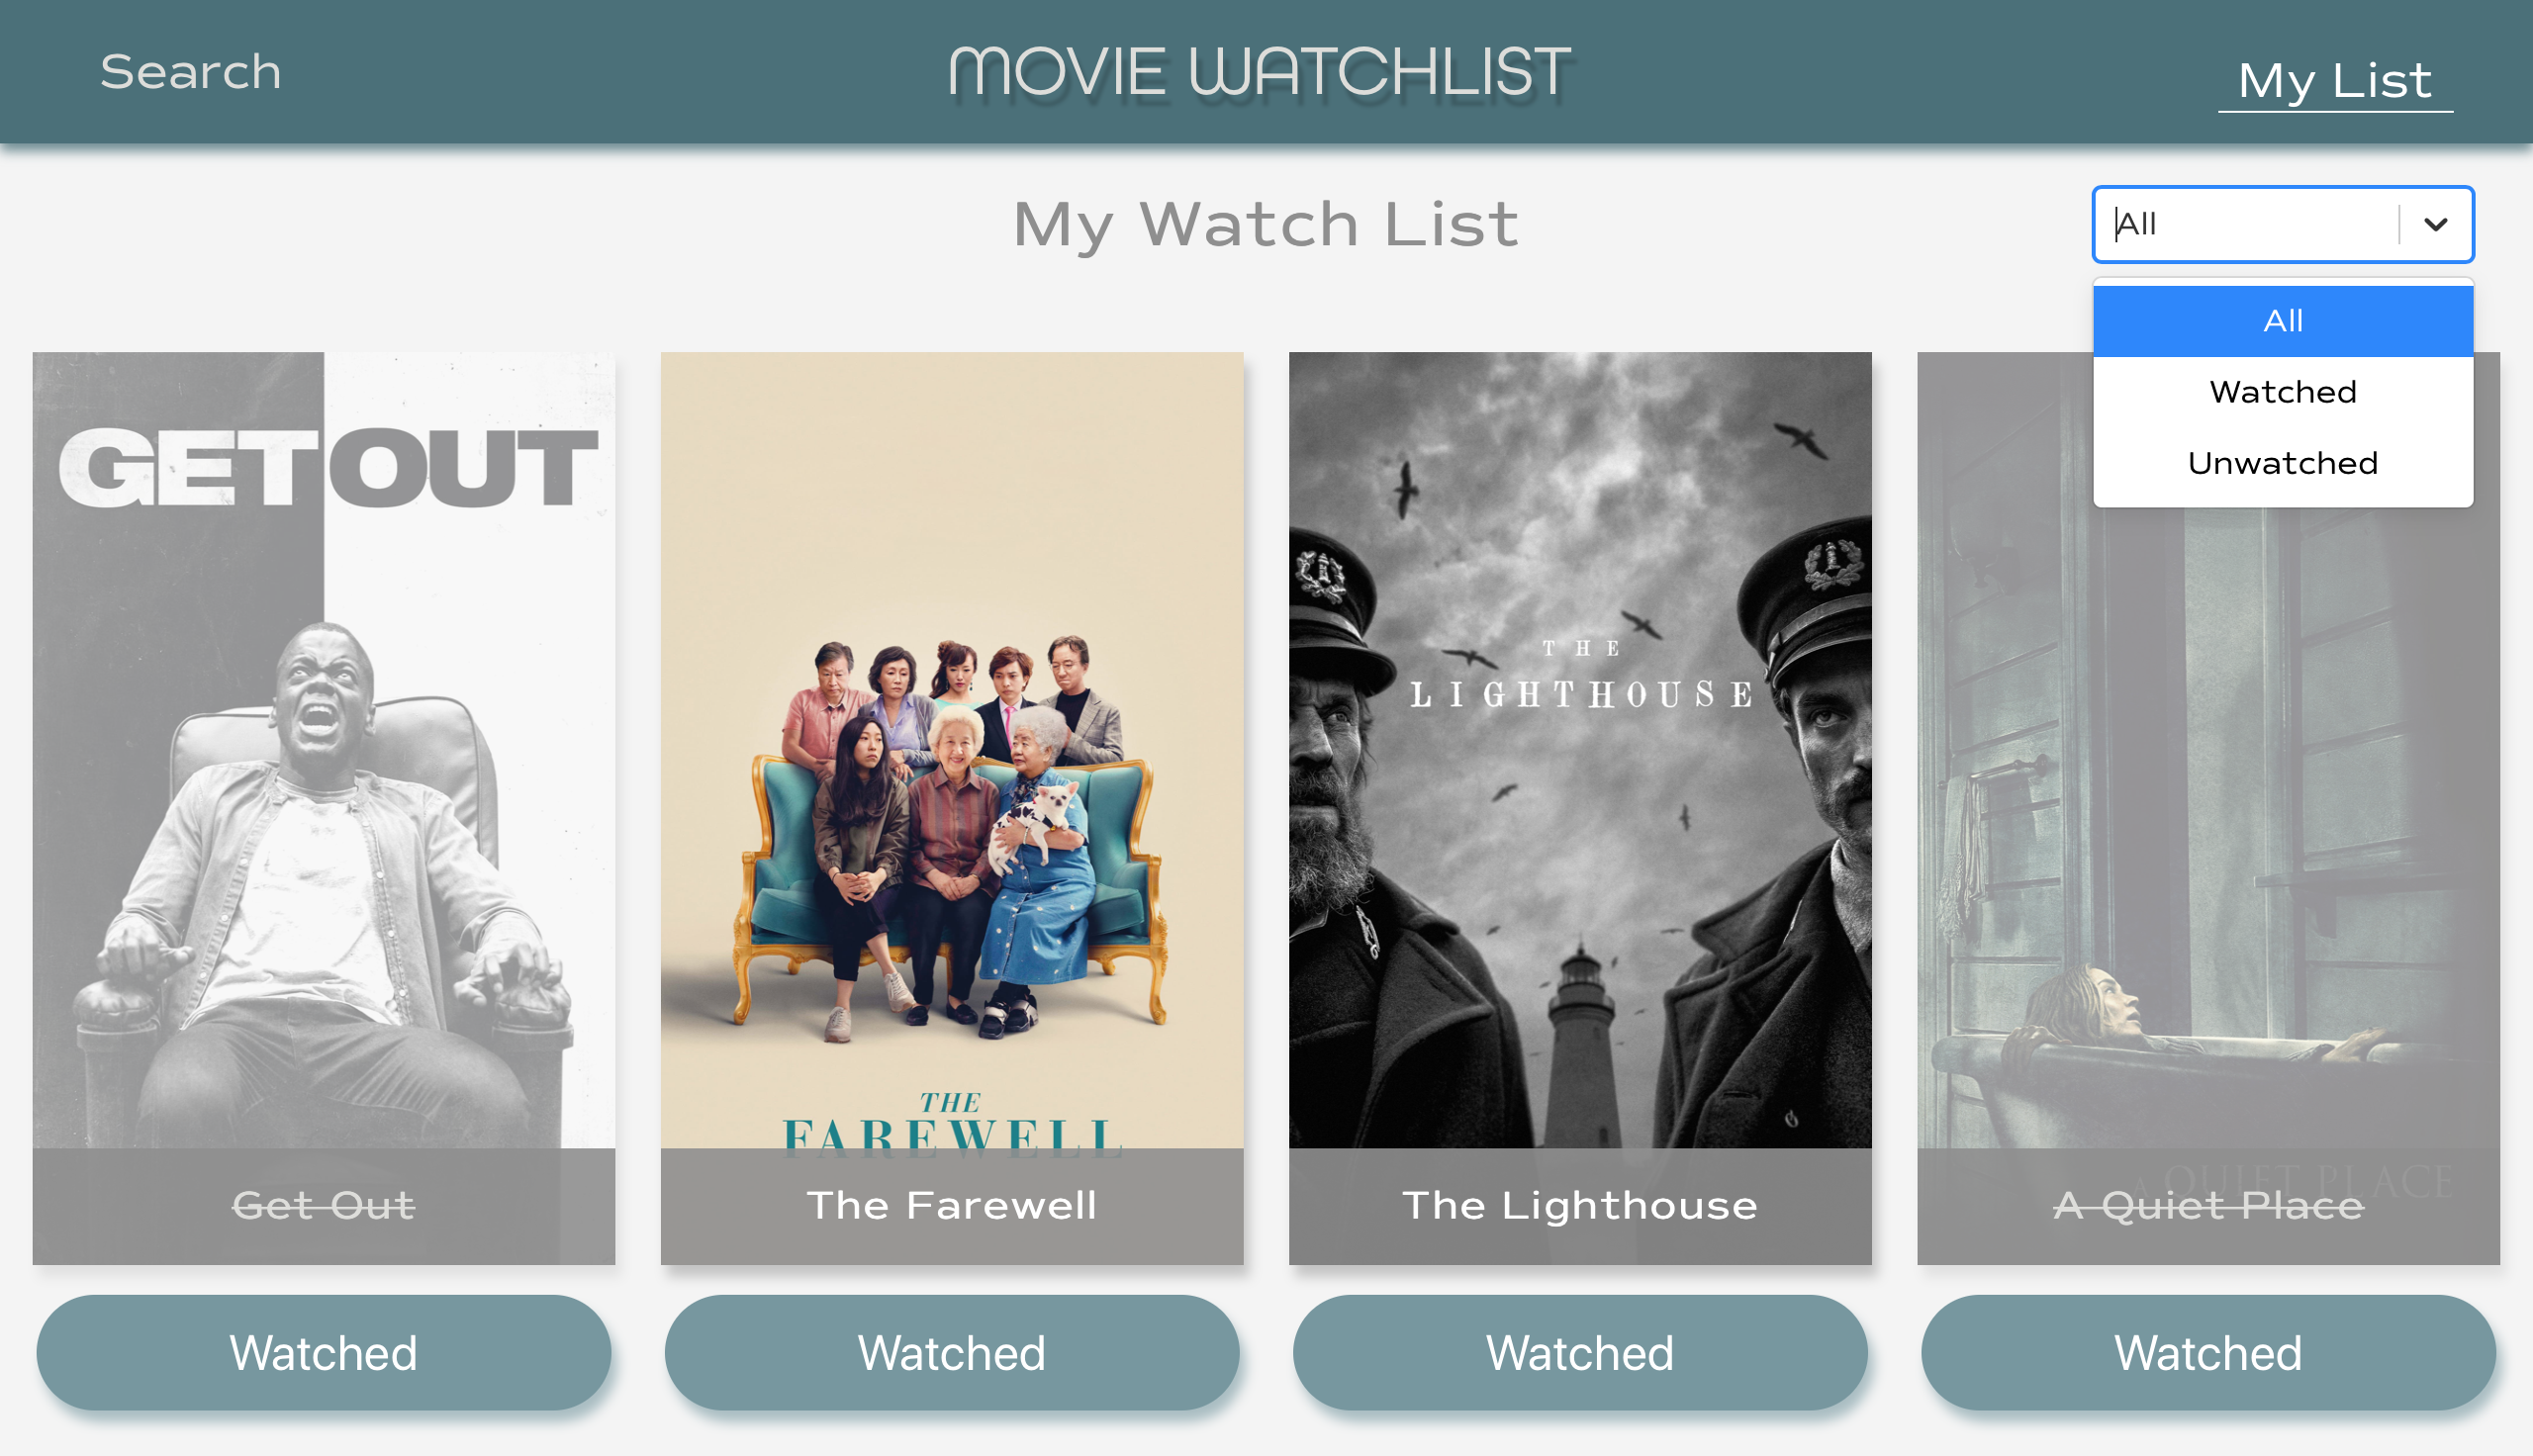 Search
MOVIE WATCHLIST
My List
My Watch List
All
All
Watched
Unwatched
GET OUT
THE
LIGHTHOUSE
THE
FAREWELL
A QUIET PLACE
Get Out
The Farewell
The Lighthouse
A Quiet Place
Watched
Watched
Watched
Watched